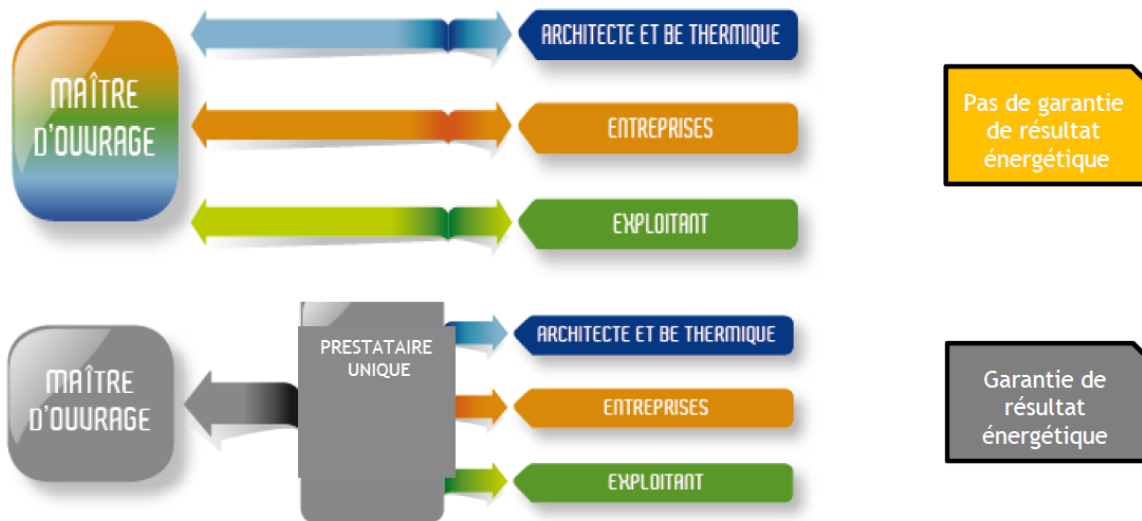 MAÎTRE
D'OUVRAGE
ARCHITECTE ET BE THERMIQUE
ENTREPRISES
EXPLOITANT
Pas de garantie
de résultat
énergétique
MAÎTRE
D'OUVRAGE
PRESTATAIRE
UNIQUE
ARCHITECTE ET BE THERMIQUE
ENTREPRISES
EXPLOITANT
Garantie de
résultat
énergétique